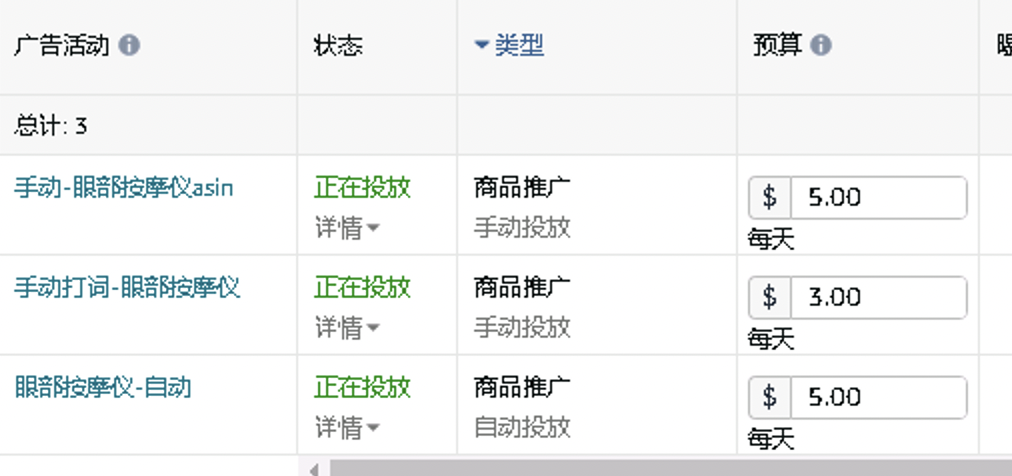 广告活动 状态 类型 预算
总计: 3
手动-眼部按摩仪asin 正在投放 商品推广 $ 5.00
详情 手动投放 每天
手动打词-眼部按摩仪 正在投放 商品推广 $ 3.00
详情 手动投放 每天
眼部按摩仪-自动 正在投放 商品推广 $ 5.00
详情 自动投放 每天